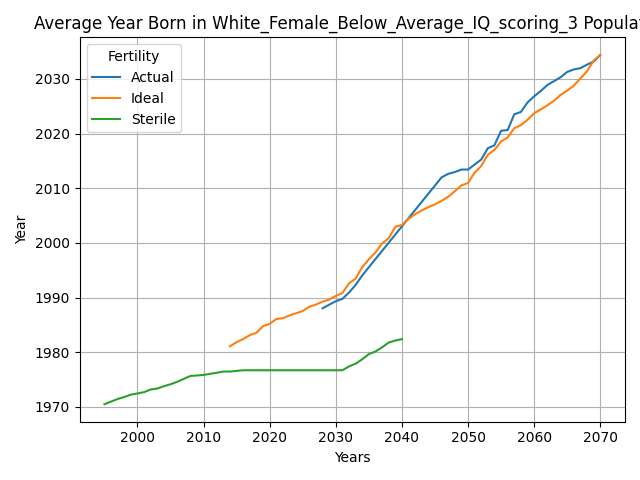 Average Year Born in White_Female_Below_Average_IQ_scoring_3 Populat
Fertility
Actual
Ideal
Sterile
Year
2030
2020
2010
2000
1990
1980
1970
2000 2010 2020 2030 2040 2050 2060 2070
Years